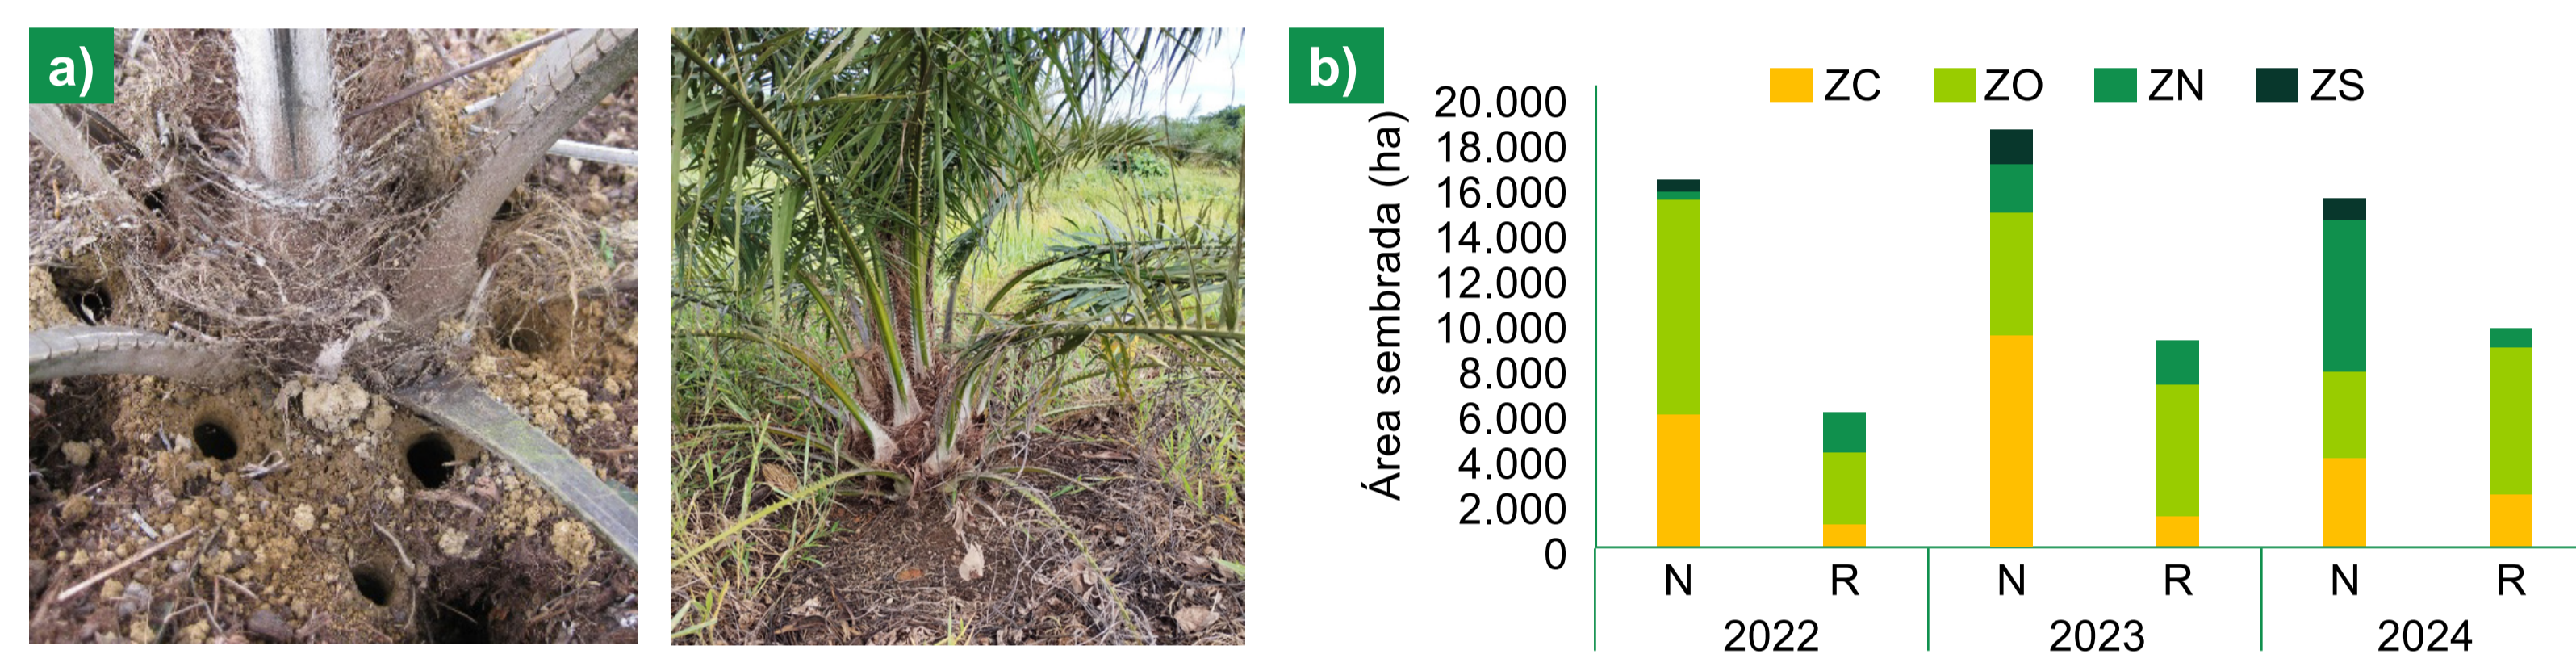 a)
b)
ZC ZO ZN ZS
Área sembrada (ha)
20.000
18.000
16.000
14.000
12.000
10.000
8.000
6.000
4.000
2.000
0
N R N R N R
2022 2023 2024